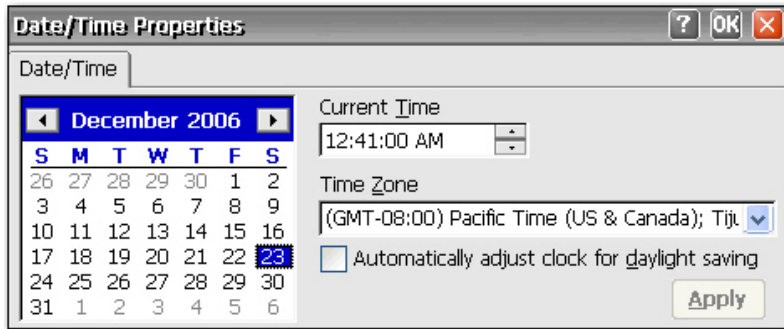 Date/Time Properties ? OK X
Date/Time
December 2006
S M T W T F S
26 27 28 29 30 1 2
3 4 5 6 7 8 9
10 11 12 13 14 15 16
17 18 19 20 21 22 23
24 25 26 27 28 29 30
31 1 2 3 4 5 6
Current Time
12:41:00 AM
Time Zone
(GMT-08:00) Pacific Time (US & Canada);
Automatically adjust clock for daylight saving
Apply